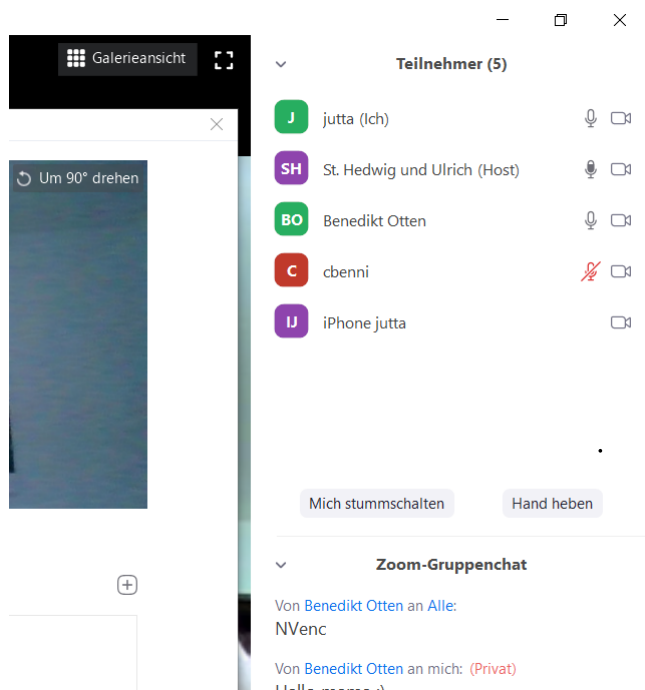 Galerieansicht
Um 90° drehen
Teilnehmer (5)
J jutta (Ich)
SH St. Hedwig und Ulrich (Host)
BO Benedikt Otten
C cbenni
IJ iPhone jutta
Mich stummschalten Hand heben
Zoom-Gruppenchat
Von Benedikt Otten an Alle:
NVenc
Von Benedikt Otten an mich: (Privat)